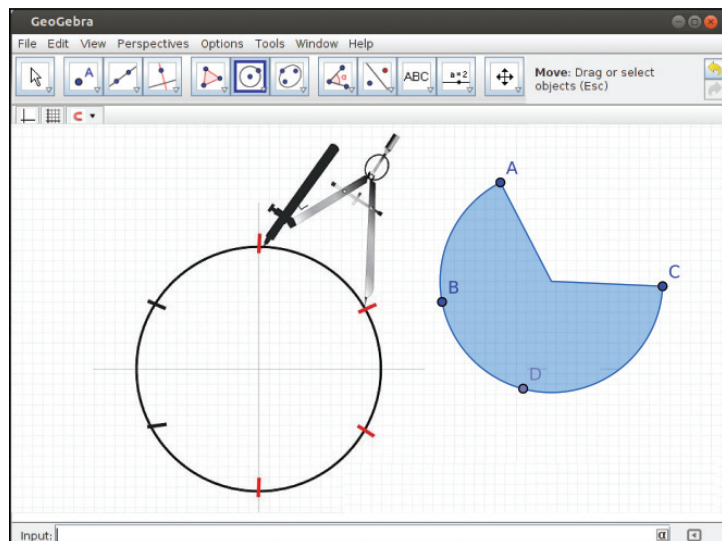 GeoGebra
File Edit View Perspectives Options Tools Window Help
A
ABC
a=2
Move: Drag or select
objects (Esc)
α
A
B
C
D
Input:
α